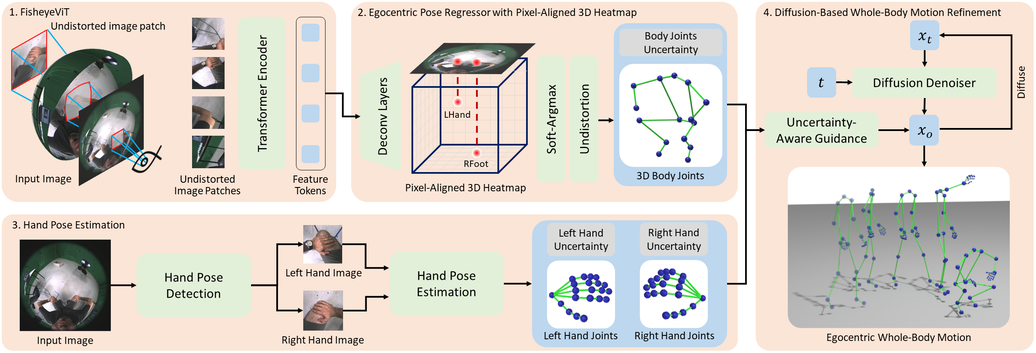 1. FisheyeViT
Undistorted image patch
Input Image
Undistorted
Image Patches
Transformer Encoder
Feature
Tokens
2. Egocentric Pose Regressor with Pixel-Aligned 3D Heatmap
Deconv Layers
LHand
RFoot
Pixel-Aligned 3D Heatmap
Soft-Argmax
Undistortion
Body Joints
Uncertainty
3D Body Joints
3. Hand Pose Estimation
Input Image
Hand Pose
Detection
Left Hand Image
Right Hand Image
Hand Pose
Estimation
Left Hand
Uncertainty
Left Hand Joints
Right Hand
Uncertainty
Right Hand Joints
4. Diffusion-Based Whole-Body Motion Refinement
x_t
t
Diffusion Denoiser
Diffuse
Uncertainty-
Aware Guidance
x_o
Egocentric Whole-Body Motion